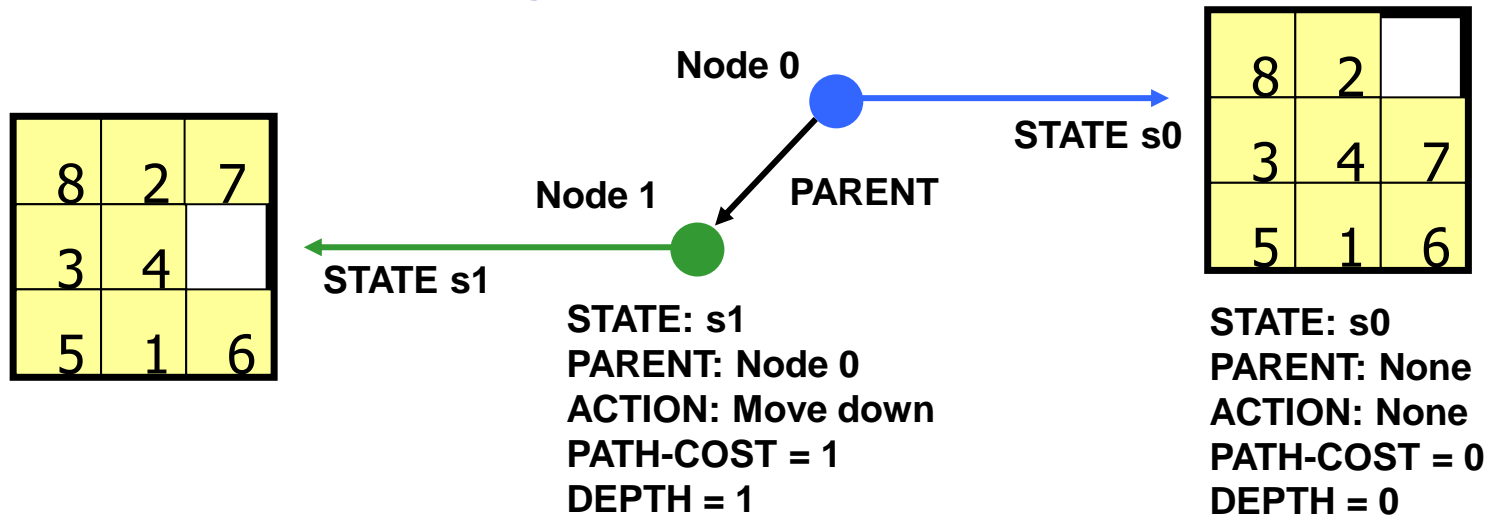 Node 0
STATE s0
8 2
3 4 7
5 1 6
PARENT
Node 1
STATE s1
8 2 7
3 4
5 1 6
STATE: s1
PARENT: Node 0
ACTION: Move down
PATH-COST = 1
DEPTH = 1
STATE: s0
PARENT: None
ACTION: None
PATH-COST = 0
DEPTH = 0